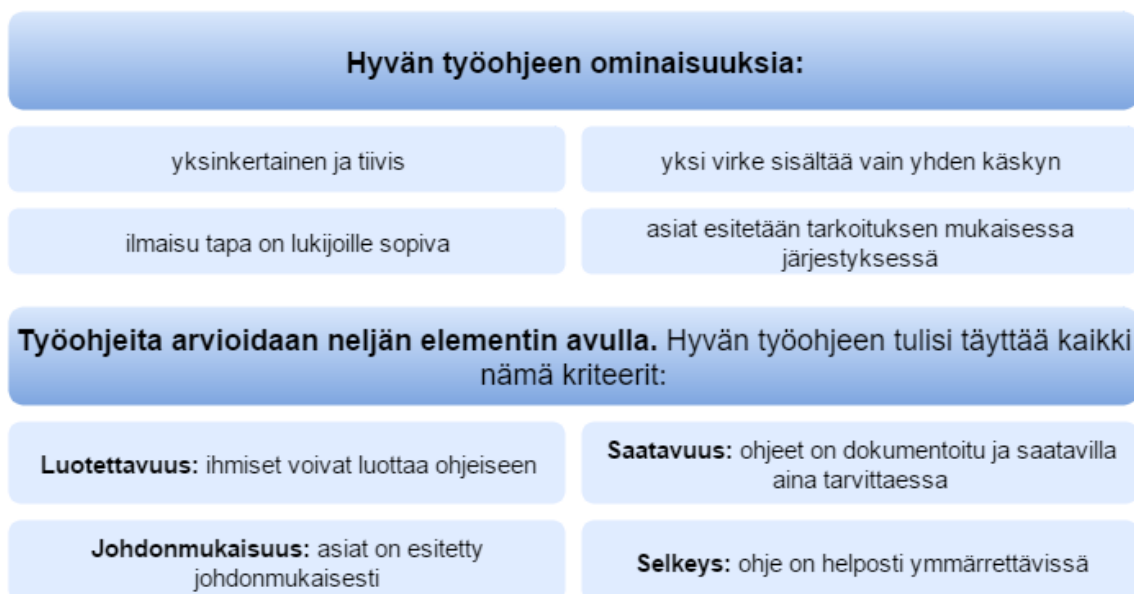 Hyvän työohjeen ominaisuuksia:
yksinkertainen ja tiivis
yksi virke sisältää vain yhden käskyn
ilmaisu tapa on lukijoille sopiva
asiat esitetään tarkoituksen mukaisessa
järjestyksessä
Työohjeita arvioidaan neljän elementin avulla. Hyvän työohjeen tulisi täyttää kaikki
nämä kriteerit:
Luotettavuus: ihmiset voivat luottaa ohjeiseen
Saatavuus: ohjeet on dokumentoitu ja saatavilla
aina tarvittaessa
Johdonmukaisuus: asiat on esitetty
johdonmukaisesti
Selkeys: ohje on helposti ymmärrettävissä